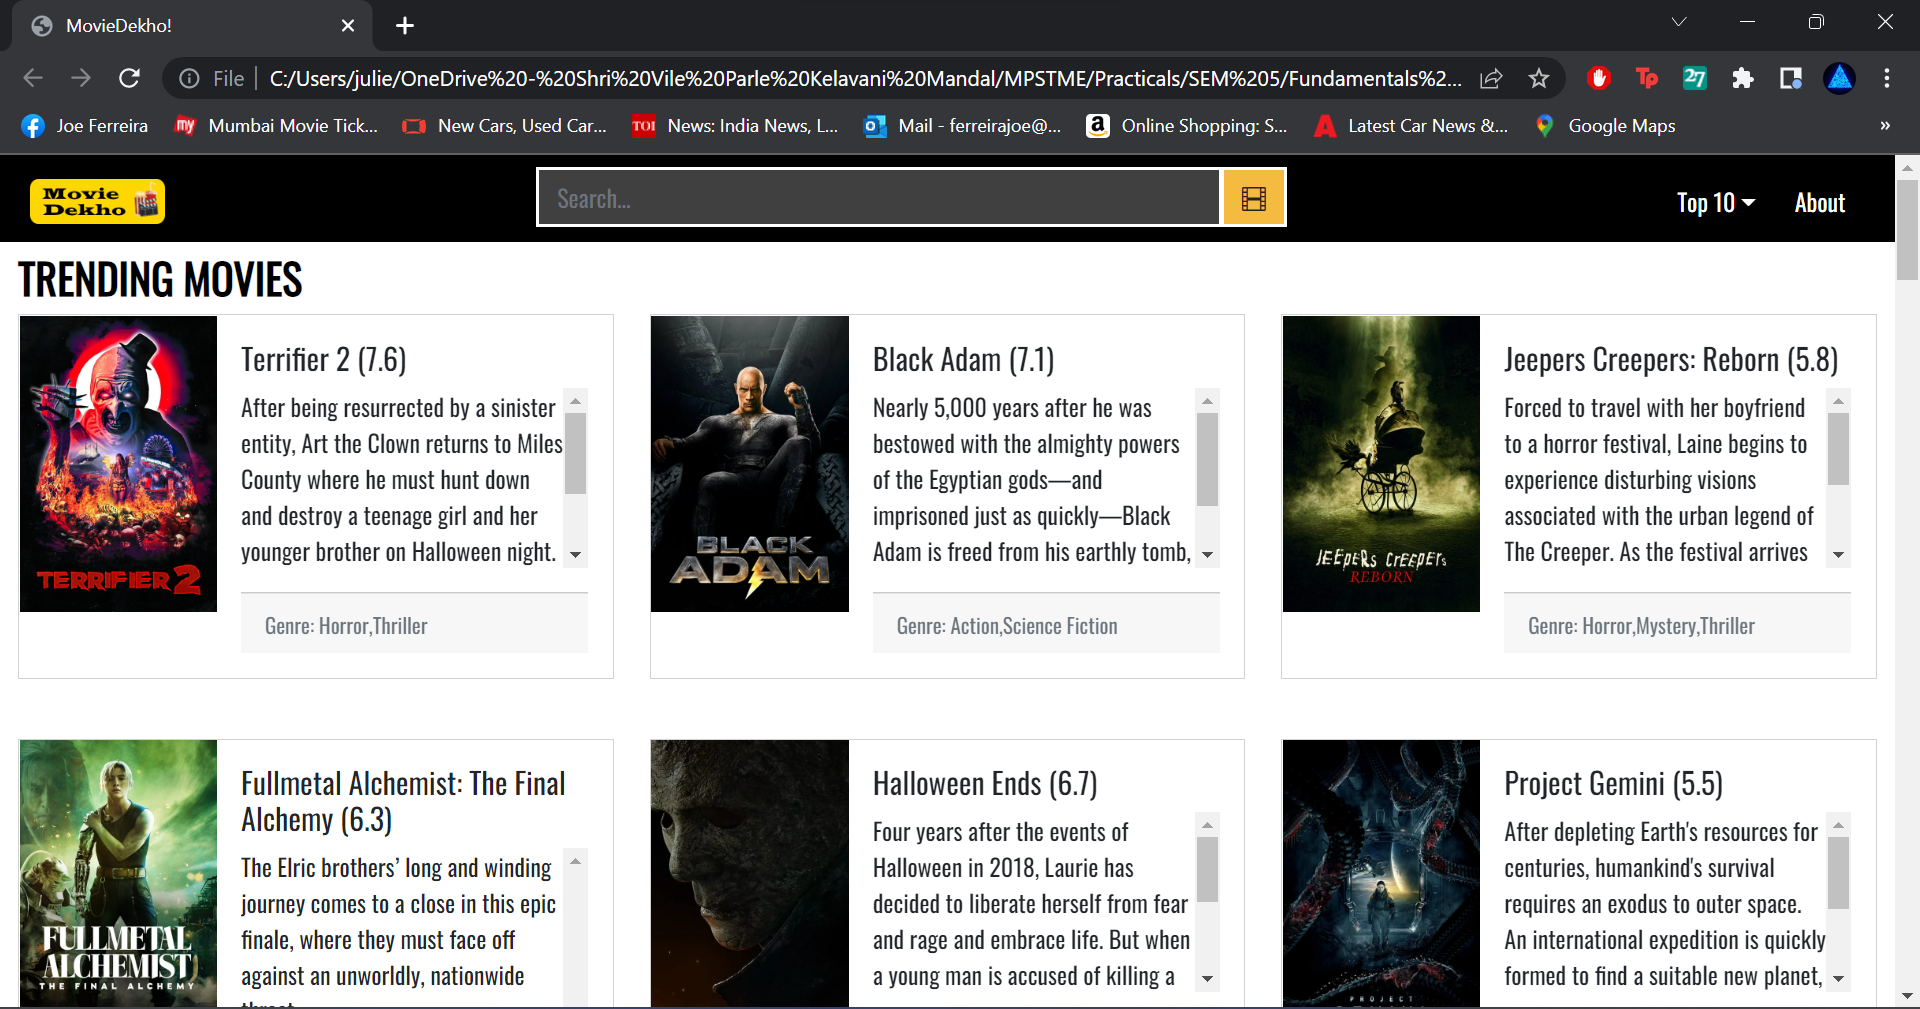 MovieDekho!
File
C:/Users/julie/OneDrive%20-%20Shri%20Vile%20Parle%20Kelavani%20Mandal/MPSTME/Practicals/SEM%205/Fundamentals%2...
Tp
27
Joe Ferreira
my
Mumbai Movie Tick...
New Cars, Used Car...
TOI
News: India News, L...
Mail - ferreirajoe@...
Online Shopping: S...
Latest Car News &...
Google Maps
»
Movie
Dekho
Search...
Top 10
About
TRENDING MOVIES
TERRIFIER 2
Terrifier 2 (7.6)
After being resurrected by a sinister
entity, Art the Clown returns to Miles
County where he must hunt down
and destroy a teenage girl and her
younger brother on Halloween night.
Genre: Horror,Thriller
BLACK
ADAM
Black Adam (7.1)
Nearly 5,000 years after he was
bestowed with the almighty powers
of the Egyptian gods—and
imprisoned just as quickly—Black
Adam is freed from his earthly tomb,
Genre: Action,Science Fiction
JEEPERS CREEPERS
REBORN
Jeepers Creepers: Reborn (5.8)
Forced to travel with her boyfriend
to a horror festival, Laine begins to
experience disturbing visions
associated with the urban legend of
The Creeper. As the festival arrives
Genre: Horror,Mystery,Thriller
FULLMETAL
ALCHEMIST
THE FINAL ALCHEMY
Fullmetal Alchemist: The Final
Alchemy (6.3)
The Elric brothers’ long and winding
journey comes to a close in this epic
finale, where they must face off
against an unworldly, nationwide
Halloween Ends (6.7)
Four years after the events of
Halloween in 2018, Laurie has
decided to liberate herself from fear
and rage and embrace life. But when
a young man is accused of killing a
PROJECT
Project Gemini (5.5)
After depleting Earth's resources for
centuries, humankind's survival
requires an exodus to outer space.
An international expedition is quickly
formed to find a suitable new planet,